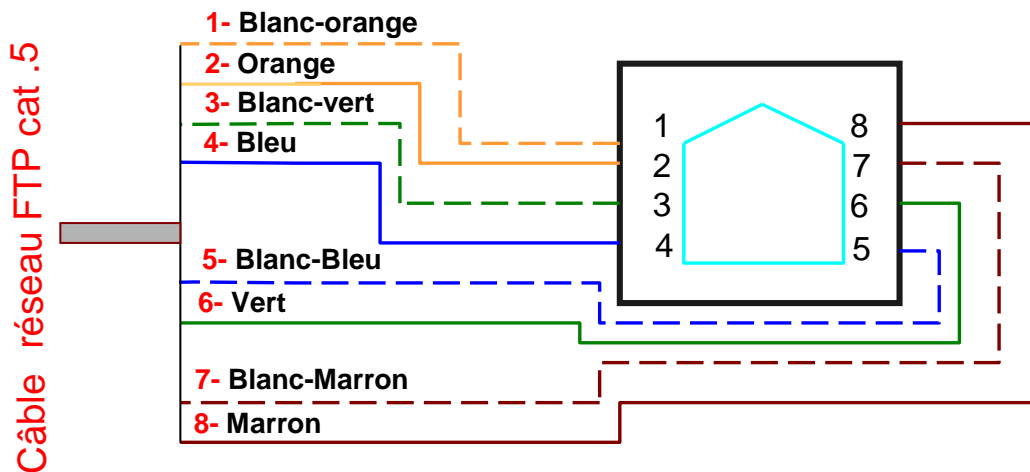 Câble réseau FTP cat .5
1- Blanc-orange
2- Orange
3- Blanc-vert
4- Bleu
5- Blanc-Bleu
6- Vert
7- Blanc-Marron
8- Marron
1 8
2 7
3 6
4 5